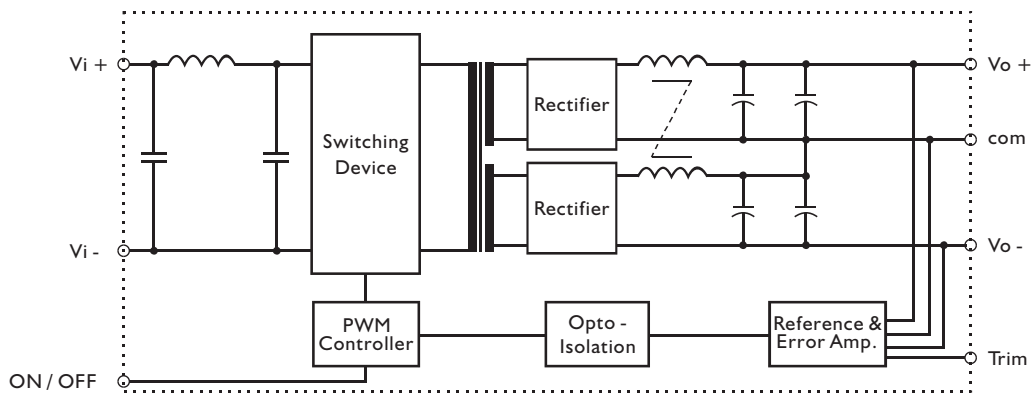 Vi +
Vo +
Rectifier
Switching
Device
com
Rectifier
Vi -
Vo -
PWM
Controller
Opto -
Isolation
Reference &
Error Amp.
Trim
ON / OFF